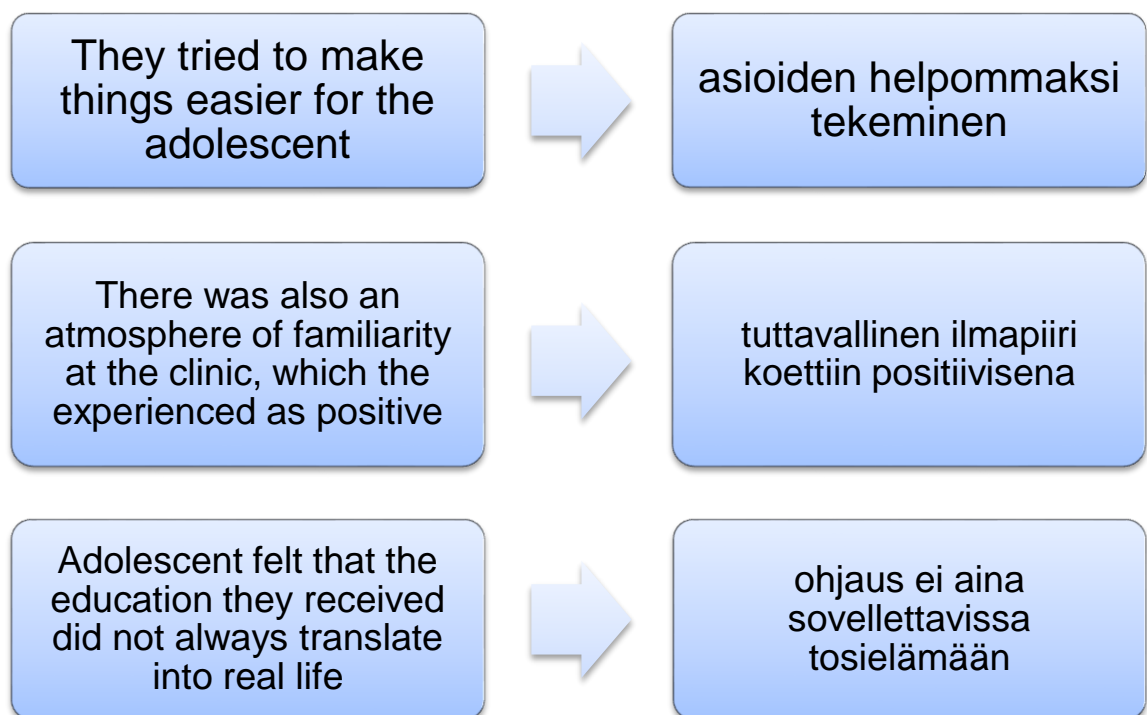 They tried to make
things easier for the
adolescent
asioiden helpommaksi
tekeminen
There was also an
atmosphere of familiarity
at the clinic, which the
experienced as positive
tuttavallinen ilmapiiri
koettiin positiivisena
Adolescent felt that the
education they received
did not always translate
into real life
ohjaus ei aina
sovellettavissa
tosielämään